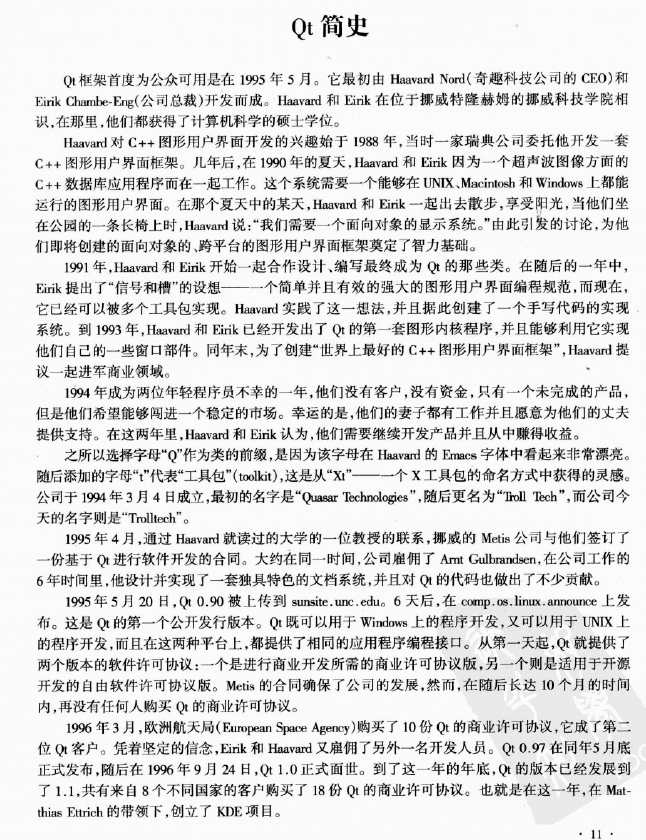 Qt 简史
Qt 框架首度为公众可用是在 1995 年 5 月。它最初由 Haavard Nord(奇趣科技公司的 CEO)和
Eirik Chambe-Eng(公司总裁)开发而成。Haavard 和 Eirik 在位于挪威特隆赫姆的挪威科技学院相
识,在那里,他们都获得了计算机科学的硕士学位。
Haavard 对 C++ 图形用户界面开发的兴趣始于 1988 年,当时一家瑞典公司委托他开发一套
C++ 图形用户界面框架。几年后,在 1990 年的夏天,Haavard 和 Eirik 因为一个超声波图像方面的
C++ 数据库应用程序而在一起工作。这个系统需要一个能够在 UNIX、Macintosh 和 Windows 上都能
运行的图形用户界面。在那个夏天中的某天,Haavard 和 Eirik 一起出去散步,享受阳光,当他们坐
在公园的一条长椅上时,Haavard 说:“我们需要一个面向对象的显示系统。”由此引发的讨论,为他
们即将创建的面向对象的、跨平台的图形用户界面框架奠定了智力基础。
1991 年,Haavard 和 Eirik 开始一起合作设计、编写最终成为 Qt 的那些类。在随后的一年中,
Eirik 提出了“信号和槽”的设想——一个简单并且有效的强大的图形用户界面编程规范,而现在,
它已经可以被多个工具包实现。Haavard 实践了这一想法,并且据此创建了一个手写代码的实现
系统。到 1993 年,Haavard 和 Eirik 已经开发出了 Qt 的第一套图形内核程序,并且能够利用它实现
他们自己的一些窗口部件。同年末,为了创建“世界上最好的 C++ 图形用户界面框架”,Haavard 提
议一起进军商业领域。
1994 年成为两位年轻程序员不幸的一年,他们没有客户,没有资金,只有一个未完成的产品,
但是他们希望能够闯进一个稳定的市场。幸运的是,他们的妻子都有工作并且愿意为他们的丈夫
提供支持。在这两年里,Haavard 和 Eirik 认为,他们需要继续开发产品并且从中赚得收益。
之所以选择字母“Q”作为类的前缀,是因为该字母在 Haavard 的 Emacs 字体中看起来非常漂亮。
随后添加的字母“t”代表“工具包”(toolkit),这是从“Xt”——一个 X 工具包的命名方式中获得的灵感。
公司于 1994 年 3 月 4 日成立,最初的名字是“Quasar Technologies”,随后更名为“Troll Tech”,而公司今
天的名字则是“Trolltech”。
1995 年 4 月,通过 Haavard 就读过的大学的一位教授的联系,挪威的 Metis 公司与他们签订了
一份基于 Qt 进行软件开发的合同。大约在同一时间,公司雇佣了 Arnt Gulbrandsen,在公司工作的
6 年时间里,他设计并实现了一套独具特色的文档系统,并且对 Qt 的代码也做出了不少贡献。
1995 年 5 月 20 日,Qt 0.90 被上传到 sunsite.unc.edu。6 天后,在 comp.os.linux.announce 上发
布。这是 Qt 的第一个公开发行版本。Qt 既可以用于 Windows 上的程序开发,又可以用于 UNIX 上
的程序开发,而且在这两种平台上,都提供了相同的应用程序编程接口。从第一天起,Qt 就提供了
两个版本的软件许可协议:一个是进行商业开发所需的商业许可协议版,另一个则是适用于开源
开发的自由软件许可协议版。Metis 的合同确保了公司的发展,然而,在随后长达 10 个月的时间
内,再没有任何人购买 Qt 的商业许可协议。
1996 年 3 月,欧洲航天局(European Space Agency)购买了 10 份 Qt 的商业许可协议,它成了第二
位 Qt 客户。凭着坚定的信念,Eirik 和 Haavard 又雇佣了另外一名开发人员。Qt 0.97 在同年5 月底
正式发布,随后在 1996 年 9 月 24 日,Qt 1.0 正式面世。到了这一年的年底,Qt 的版本已经发展到
了 1.1,共有来自 8 个不同国家的客户购买了 18 份 Qt 的商业许可协议。也就是在这一年,在 Mat-
thias Ettrich 的带领下,创立了 KDE 项目。
· 11 ·